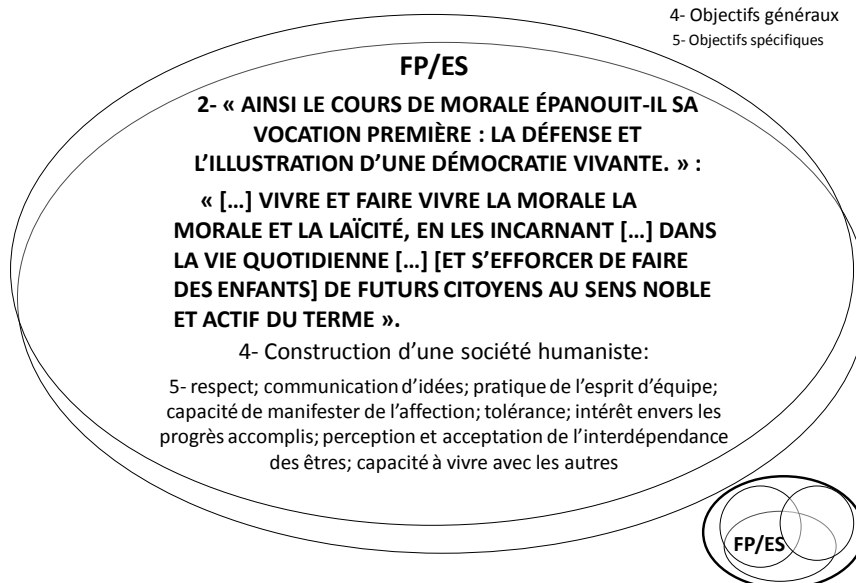 4- Objectifs généraux
5- Objectifs spécifiques
FP/ES
2- « AINSI LE COURS DE MORALE ÉPANOUIT-IL SA
VOCATION PREMIÈRE : LA DÉFENSE ET
L’ILLUSTRATION D’UNE DÉMOCRATIE VIVANTE. » :
« […] VIVRE ET FAIRE VIVRE LA MORALE LA
MORALE ET LA LAÏCITÉ, EN LES INCARNANT […] DANS
LA VIE QUOTIDIENNE […] [ET S’EFFORCER DE FAIRE
DES ENFANTS] DE FUTURS CITOYENS AU SENS NOBLE
ET ACTIF DU TERME ».
4- Construction d’une société humaniste:
5- respect; communication d’idées; pratique de l’esprit d’équipe;
capacité de manifester de l’affection; tolérance; intérêt envers les
progrès accomplis; perception et acceptation de l’interdépendance
des êtres; capacité à vivre avec les autres
FP/ES